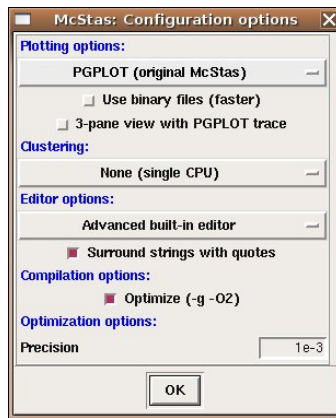 McStas: Configuration options
Plotting options:
PGPLOT (original McStas)
Use binary files (faster)
3-pane view with PGPLOT trace
Clustering:
None (single CPU)
Editor options:
Advanced built-in editor
Surround strings with quotes
Compilation options:
Optimize (-g -O2)
Optimization options:
Precision 1e-3
OK